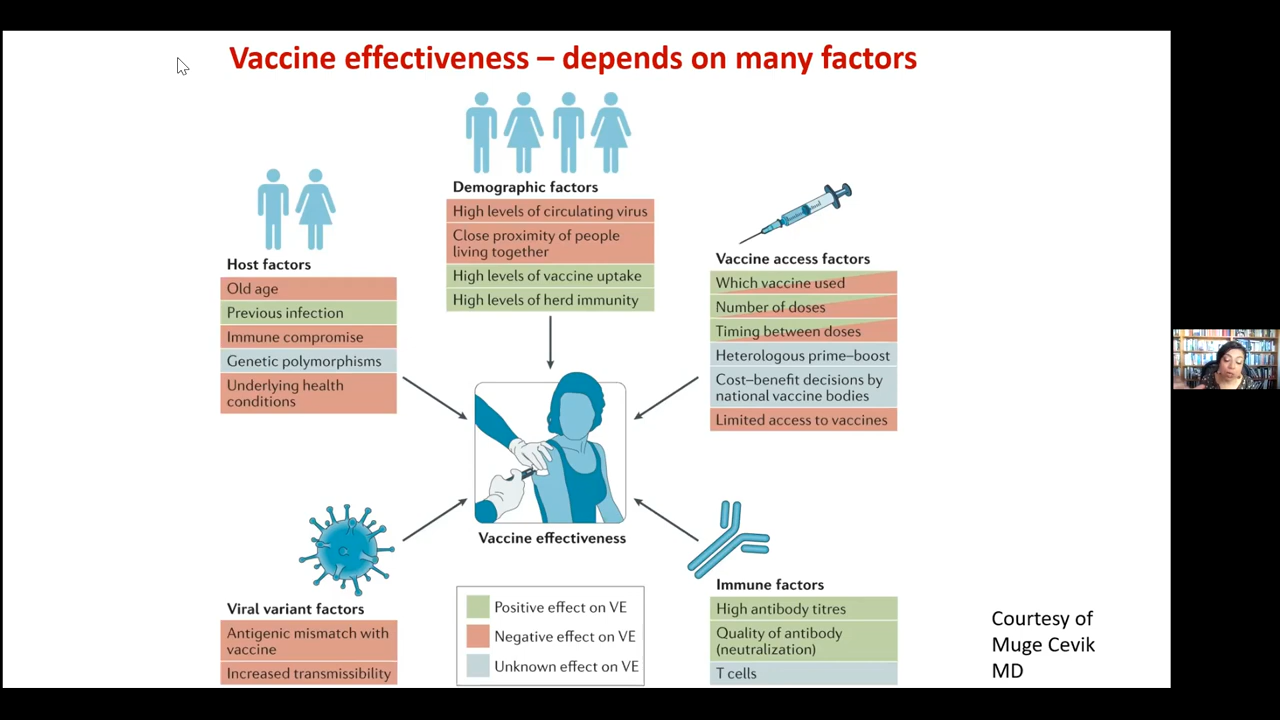 Vaccine effectiveness – depends on many factors
Demographic factors
High levels of circulating virus
Close proximity of people
living together
High levels of vaccine uptake
High levels of herd immunity
Host factors
Old age
Previous infection
Immune compromise
Genetic polymorphisms
Underlying health
conditions
Vaccine access factors
Which vaccine used
Number of doses
Timing between doses
Heterologous prime–boost
Cost–benefit decisions by
national vaccine bodies
Limited access to vaccines
Vaccine effectiveness
Viral variant factors
Antigenic mismatch with
vaccine
Increased transmissibility
Positive effect on VE
Negative effect on VE
Unknown effect on VE
Immune factors
High antibody titres
Quality of antibody
(neutralization)
T cells
Courtesy of
Muge Cevik
MD